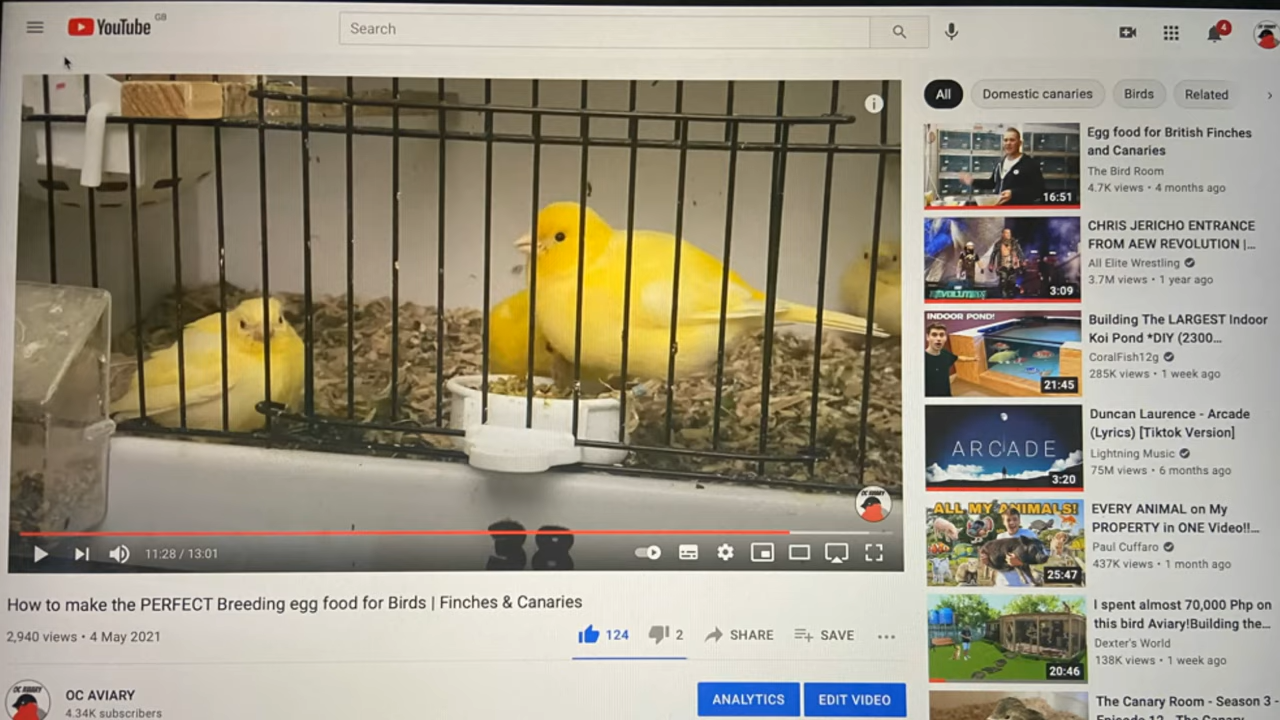 YouTube GB
Search
4
All
Domestic canaries
Birds
Related
OC AVIARY
11:28 / 13:01
How to make the PERFECT Breeding egg food for Birds | Finches & Canaries
2,940 views • 4 May 2021
124
2
SHARE
SAVE
OC AVIARY
4.34K subscribers
ANALYTICS
EDIT VIDEO
16:51
Egg food for British Finches
and Canaries
The Bird Room
4.7K views • 4 months ago
3:09
CHRIS JERICHO ENTRANCE
FROM AEW REVOLUTION |...
All Elite Wrestling
3.7M views • 1 year ago
INDOOR POND!
21:45
Building The LARGEST Indoor
Koi Pond *DIY (2300...
CoralFish12g
285K views • 1 week ago
ARCADE
3:20
Duncan Laurence - Arcade
(Lyrics) [Tiktok Version]
Lightning Music
75M views • 6 months ago
ALL MY ANIMALS!
25:47
EVERY ANIMAL on My
PROPERTY in ONE Video!!...
Paul Cuffaro
437K views • 1 month ago
20:46
I spent almost 70,000 Php on
this bird Aviary!Building the...
Dexter's World
138K views • 1 week ago
The Canary Room - Season 3 -
Episode 12 - The Canary